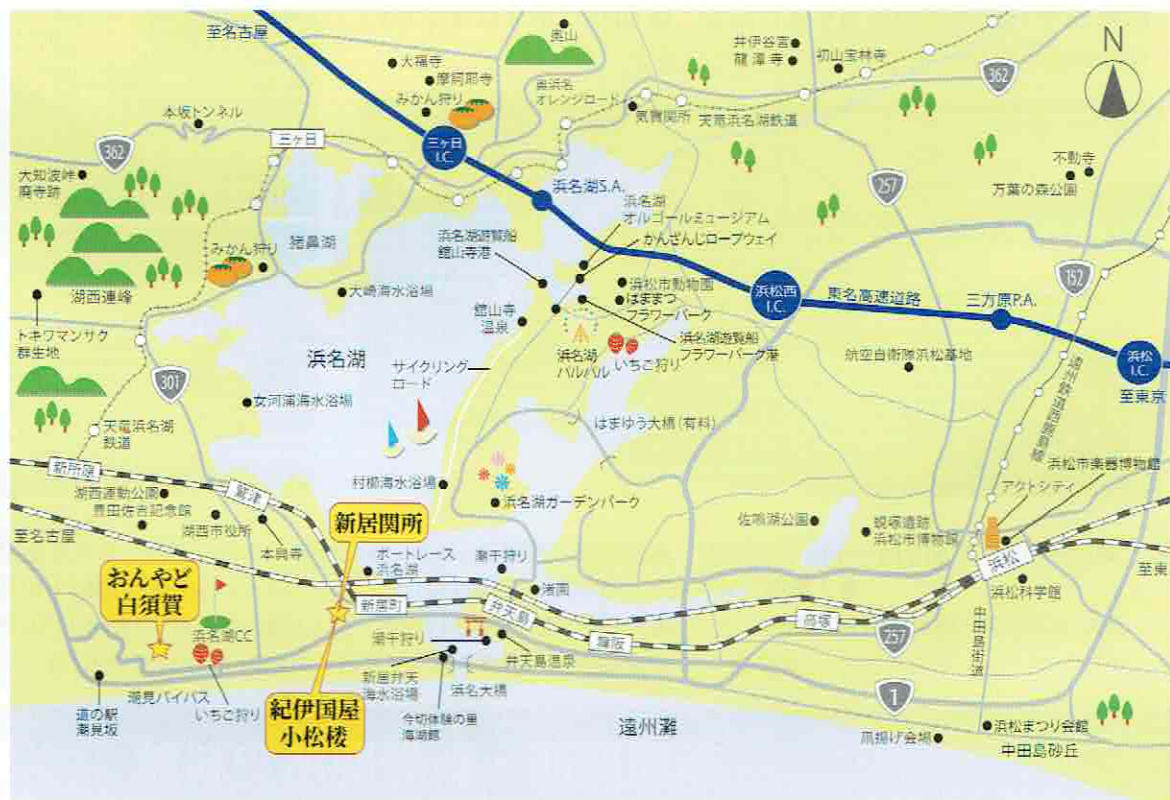 至名古屋
大福寺
摩訶耶寺
みかん狩り
奥山
奥浜名
オレンジロード
井伊谷宮
龍潭寺
初山宝林寺
362
N
本坂トンネル
三ヶ日
三ヶ日
I.C.
気賀関所
天竜浜名湖鉄道
362
大知波峠
廃寺跡
浜名湖S.A.
257
不動寺
万葉の森公園
浜名湖
オルゴールミュージアム
かんざんじロープウェイ
浜名湖遊覧船
舘山寺港
猪鼻湖
みかん狩り
湖西連峰
大崎海水浴場
浜松市動物園
はままつ
フラワーパーク
浜松西
I.C.
東名高速道路
三方原P.A.
152
トキワマンサク
群生地
舘山寺
温泉
浜名湖遊覧船
フラワーパーク港
浜名湖
パルパル
いちご狩り
航空自衛隊浜松基地
浜松
I.C.
至東京
浜名湖
サイクリング
ロード
遠州鉄道西鹿島線
301
女河浦海水浴場
はまゆう大橋(有料)
天竜浜名湖
鉄道
新所原
鷲津
村櫛海水浴場
浜名湖ガーデンパーク
浜松市楽器博物館
アクトシティ
湖西運動公園
豊田佐吉記念館
湖西市役所
本興寺
新居関所
佐鳴湖公園
蜆塚遺跡
浜松市博物館
浜松
至名古屋
至東
おんやど
白須賀
ボートレース
浜名湖
潮干狩り
渚園
浜松科学館
新居町
弁天島
舞阪
高塚
257
中田島街道
浜名湖CC
潮干狩り
弁天島温泉
新居弁天
海水浴場
浜名大橋
潮見バイパス
いちご狩り
道の駅
潮見坂
紀伊国屋
小松楼
今切体験の里
海湖館
遠州灘
1
凧揚げ会場
浜松まつり会館
中田島砂丘